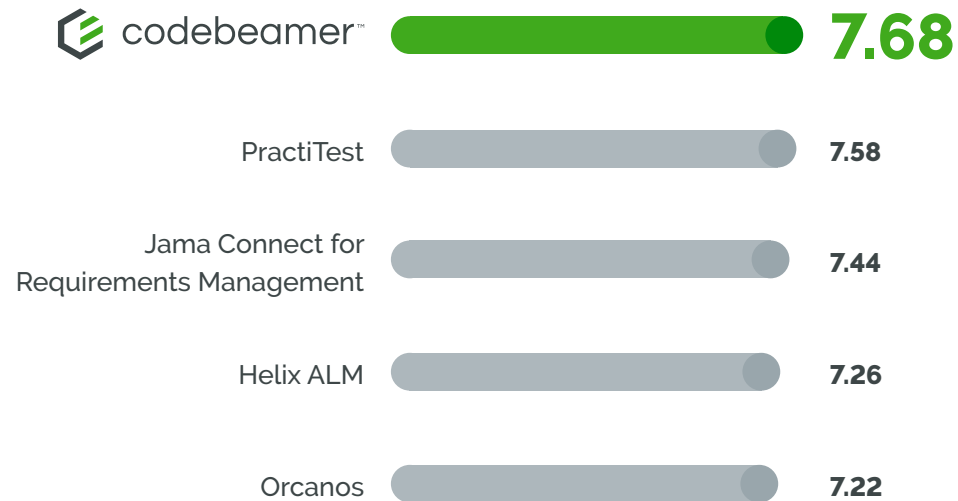 codebeamer™ 7.68
PractiTest 7.58
Jama Connect for
Requirements Management 7.44
Helix ALM 7.26
Orcanos 7.22